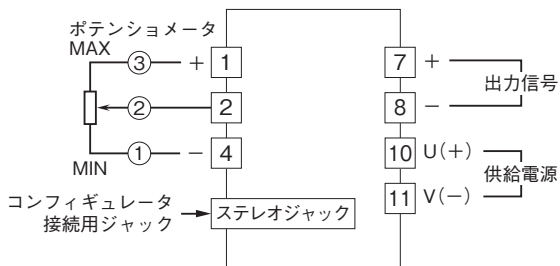 ポテンショメータ
MAX
③ + 1
② 2
① − 4
MIN
コンフィギュレータ
接続用ジャック
ステレオジャック
7 +
出力信号
8 −
10 U(+)
供給電源
11 V(−)